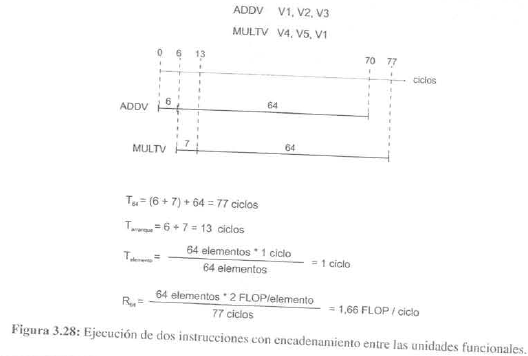 ADDV V1, V2, V3
MULTV V4, V5, V1
0 6 13 70 77
ciclos
ADDV 6 64
MULTV 7 64
T64 = (6 + 7) + 64 = 77 ciclos
Tarranque = 6 + 7 = 13 ciclos
64 elementos * 1 ciclo
Telemento = = 1 ciclo
64 elementos
64 elementos * 2 FLOP/elemento
R64 = = 1,66 FLOP / ciclo
77 ciclos
Figura 3.28: Ejecución de dos instrucciones con encadenamiento entre las unidades funcionales.